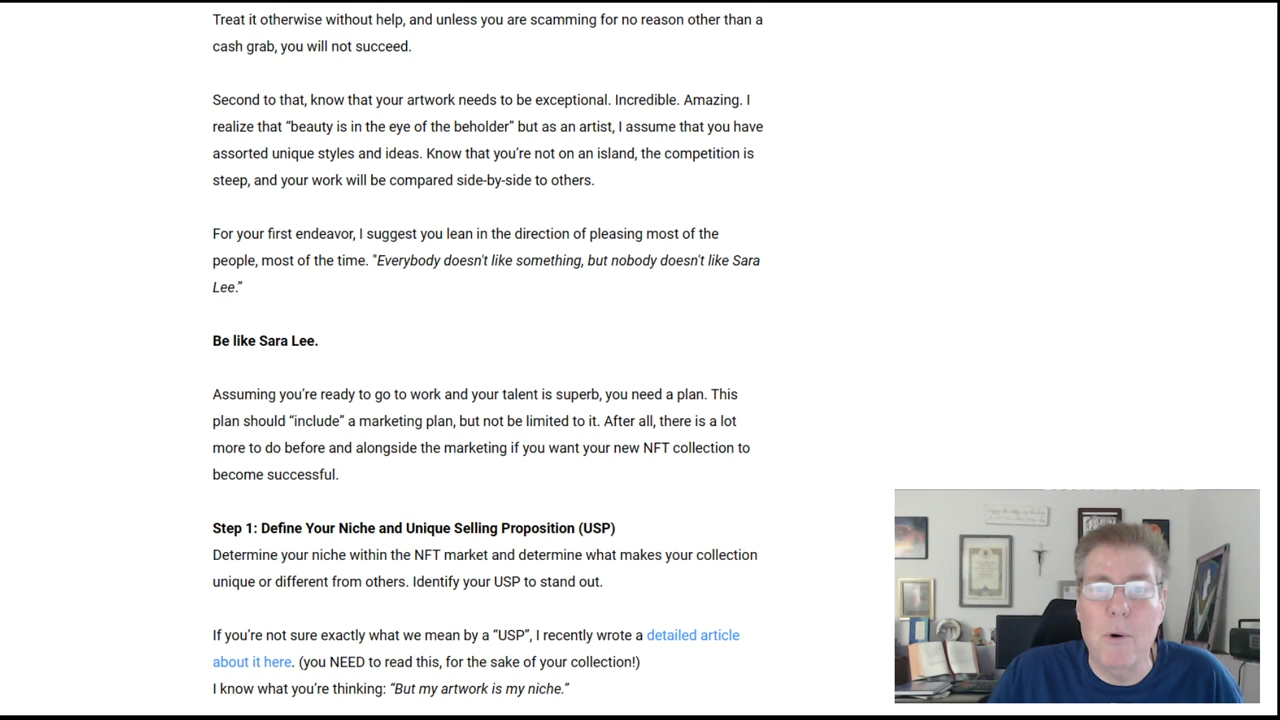 Treat it otherwise without help, and unless you are scamming for no reason other than a
cash grab, you will not succeed.
Second to that, know that your artwork needs to be exceptional. Incredible. Amazing. I
realize that “beauty is in the eye of the beholder” but as an artist, I assume that you have
assorted unique styles and ideas. Know that you’re not on an island, the competition is
steep, and your work will be compared side-by-side to others.
For your first endeavor, I suggest you lean in the direction of pleasing most of the
people, most of the time. "Everybody doesn't like something, but nobody doesn't like Sara
Lee.”
Be like Sara Lee.
Assuming you’re ready to go to work and your talent is superb, you need a plan. This
plan should “include” a marketing plan, but not be limited to it. After all, there is a lot
more to do before and alongside the marketing if you want your new NFT collection to
become successful.
Step 1: Define Your Niche and Unique Selling Proposition (USP)
Determine your niche within the NFT market and determine what makes your collection
unique or different from others. Identify your USP to stand out.
If you’re not sure exactly what we mean by a “USP”, I recently wrote a detailed article
about it here. (you NEED to read this, for the sake of your collection!)
I know what you’re thinking: “But my artwork is my niche.”